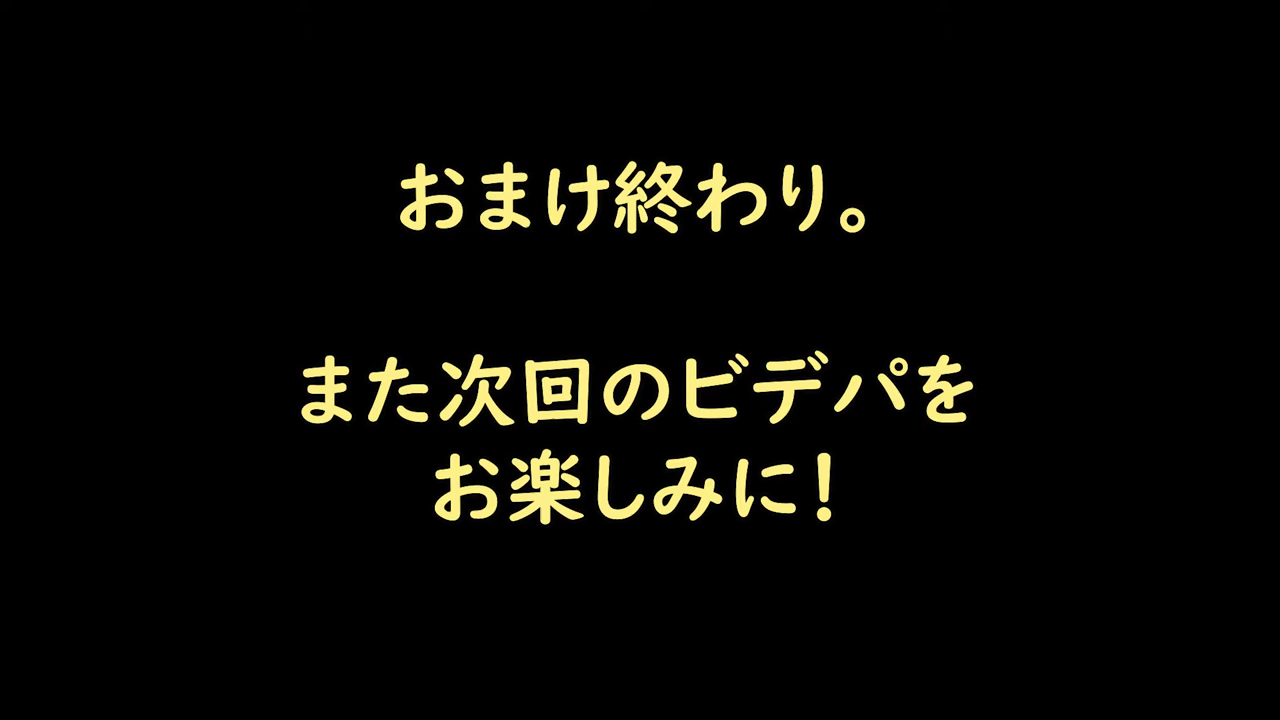 おまけ終わり。
また次回のビデパを
お楽しみに！